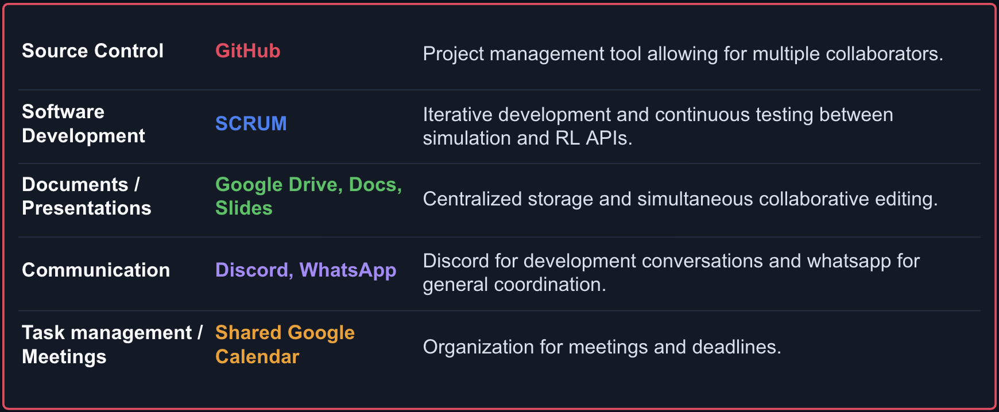 Source Control
GitHub
Project management tool allowing for multiple collaborators.
Software
Development
SCRUM
Iterative development and continuous testing between
simulation and RL APIs.
Documents /
Presentations
Google Drive, Docs,
Slides
Centralized storage and simultaneous collaborative editing.
Communication
Discord, WhatsApp
Discord for development conversations and whatsapp for
general coordination.
Task management /
Meetings
Shared Google
Calendar
Organization for meetings and deadlines.